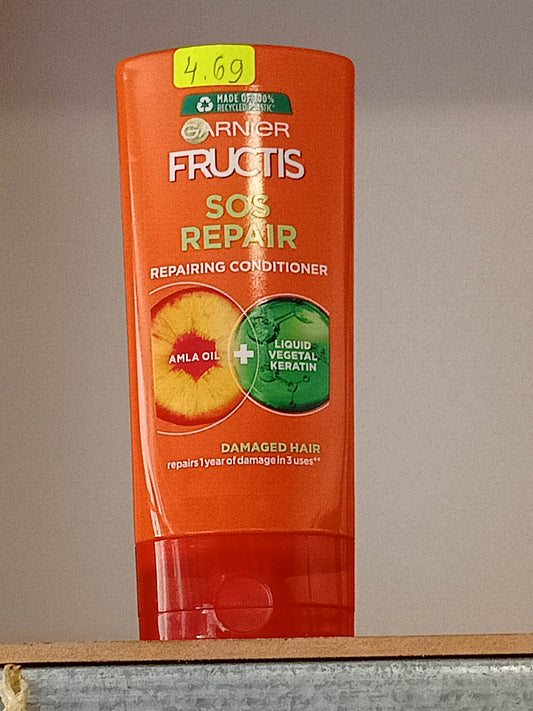 4.69
MADE OF 100%
RECYCLED PLASTIC*
GARNIER
FRUCTIS
SOS
REPAIR
REPAIRING CONDITIONER
AMLA OIL
+
LIQUID
VEGETAL
KERATIN
DAMAGED HAIR
repairs 1 year of damage in 3 uses**